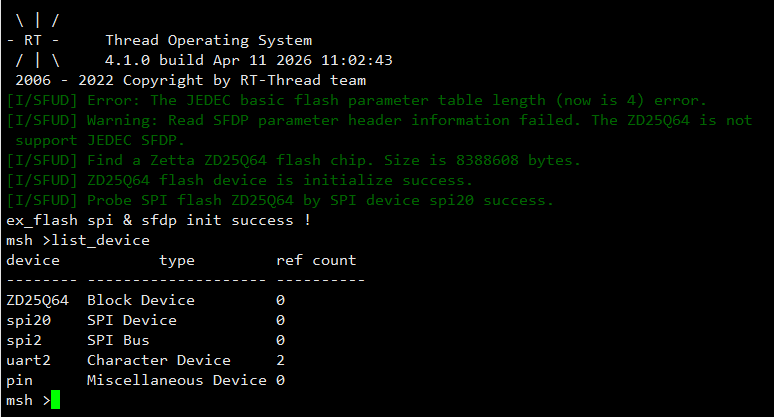 \ | /
- RT -     Thread Operating System
 / | \     4.1.0 build Apr 11 2026 11:02:43
 2006 - 2022 Copyright by RT-Thread team
[I/SFUD] Error: The JEDEC basic flash parameter table length (now is 4) error.
[I/SFUD] Warning: Read SFDP parameter header information failed. The ZD25Q64 is not
 support JEDEC SFDP.
[I/SFUD] Find a Zetta ZD25Q64 flash chip. Size is 8388608 bytes.
[I/SFUD] ZD25Q64 flash device is initialize success.
[I/SFUD] Probe SPI flash ZD25Q64 by SPI device spi20 success.
ex_flash spi & sfdp init success !
msh >list_device
device           type         ref count
-------- -------------------- ----------
ZD25Q64  Block Device         0
spi20    SPI Device           0
spi2     SPI Bus              0
uart2    Character Device     2
pin      Miscellaneous Device 0
msh >